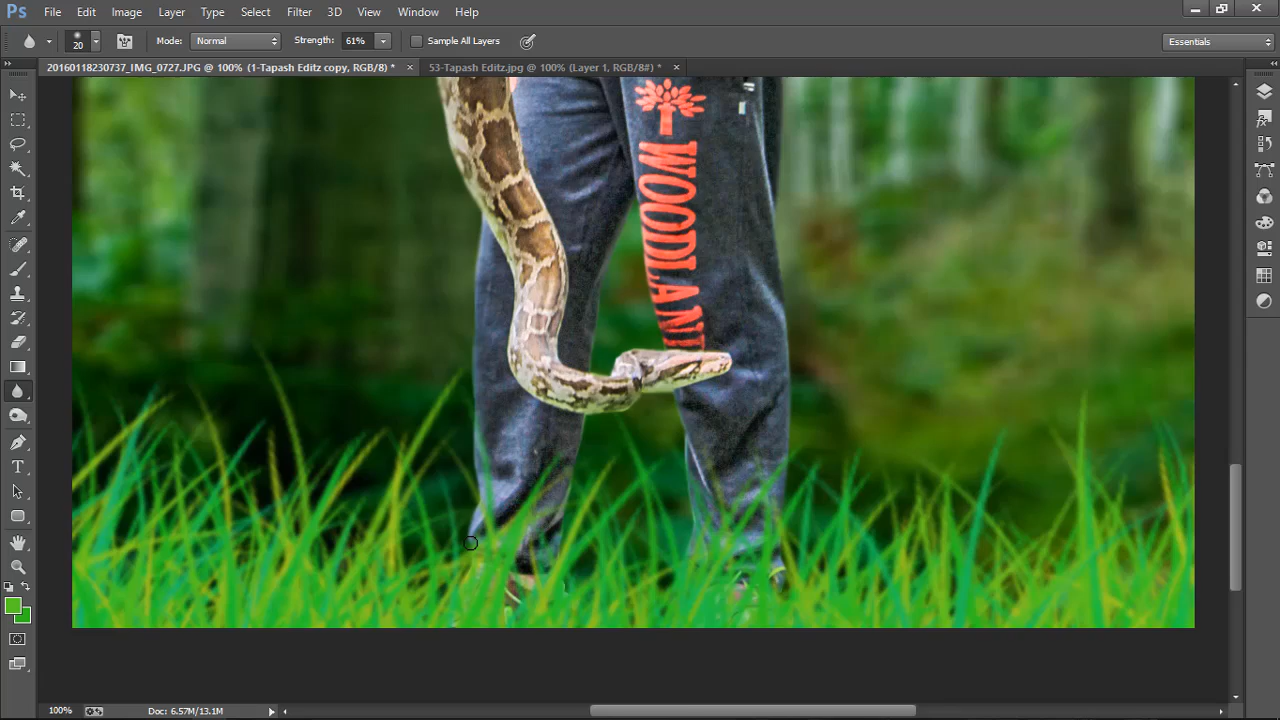 Ps File Edit Image Layer Type Select Filter 3D View Window Help
20 Mode: Normal Strength: 61% Sample All Layers Essentials
20160118230737_IMG_0727.JPG @ 100% (1-Tapash Editz copy, RGB/8) * × 53-Tapash Editz.jpg @ 100% (Layer 1, RGB/8#) * ×
WOODLAN
100% Doc: 6.57M/13.1M